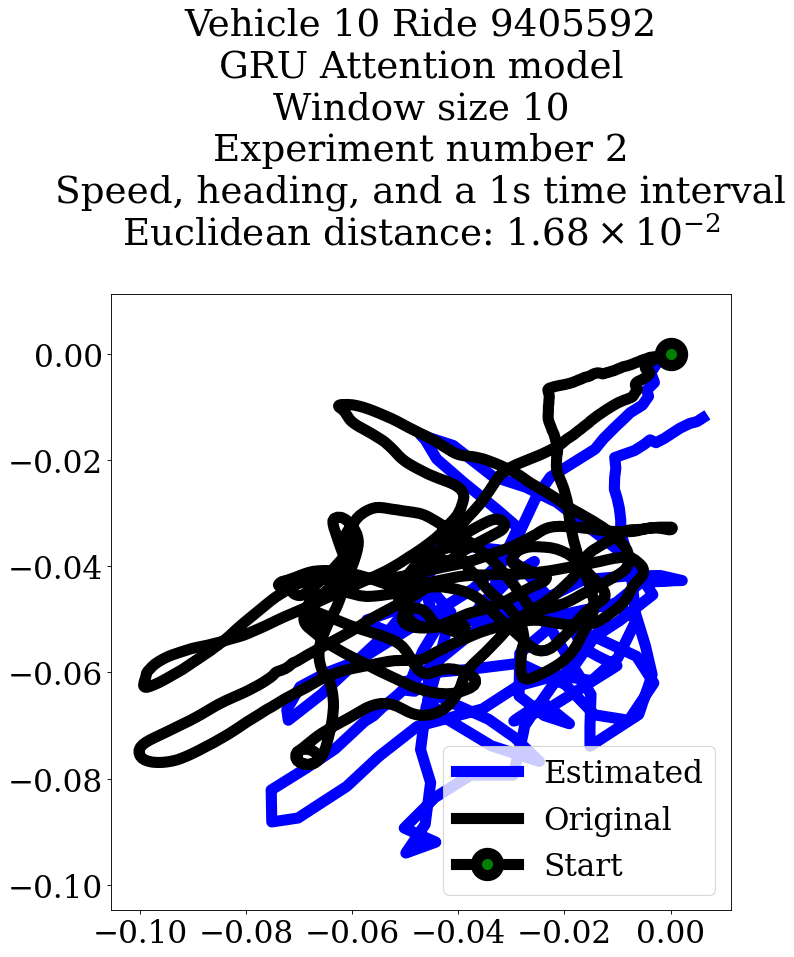 Vehicle 10 Ride 9405592
GRU Attention model
Window size 10
Experiment number 2
Speed, heading, and a 1s time interval
Euclidean distance: 1.68 × 10⁻²
0.00
−0.02
−0.04
−0.06
−0.08
−0.10
Estimated
Original
Start
−0.10 −0.08 −0.06 −0.04 −0.02 0.00